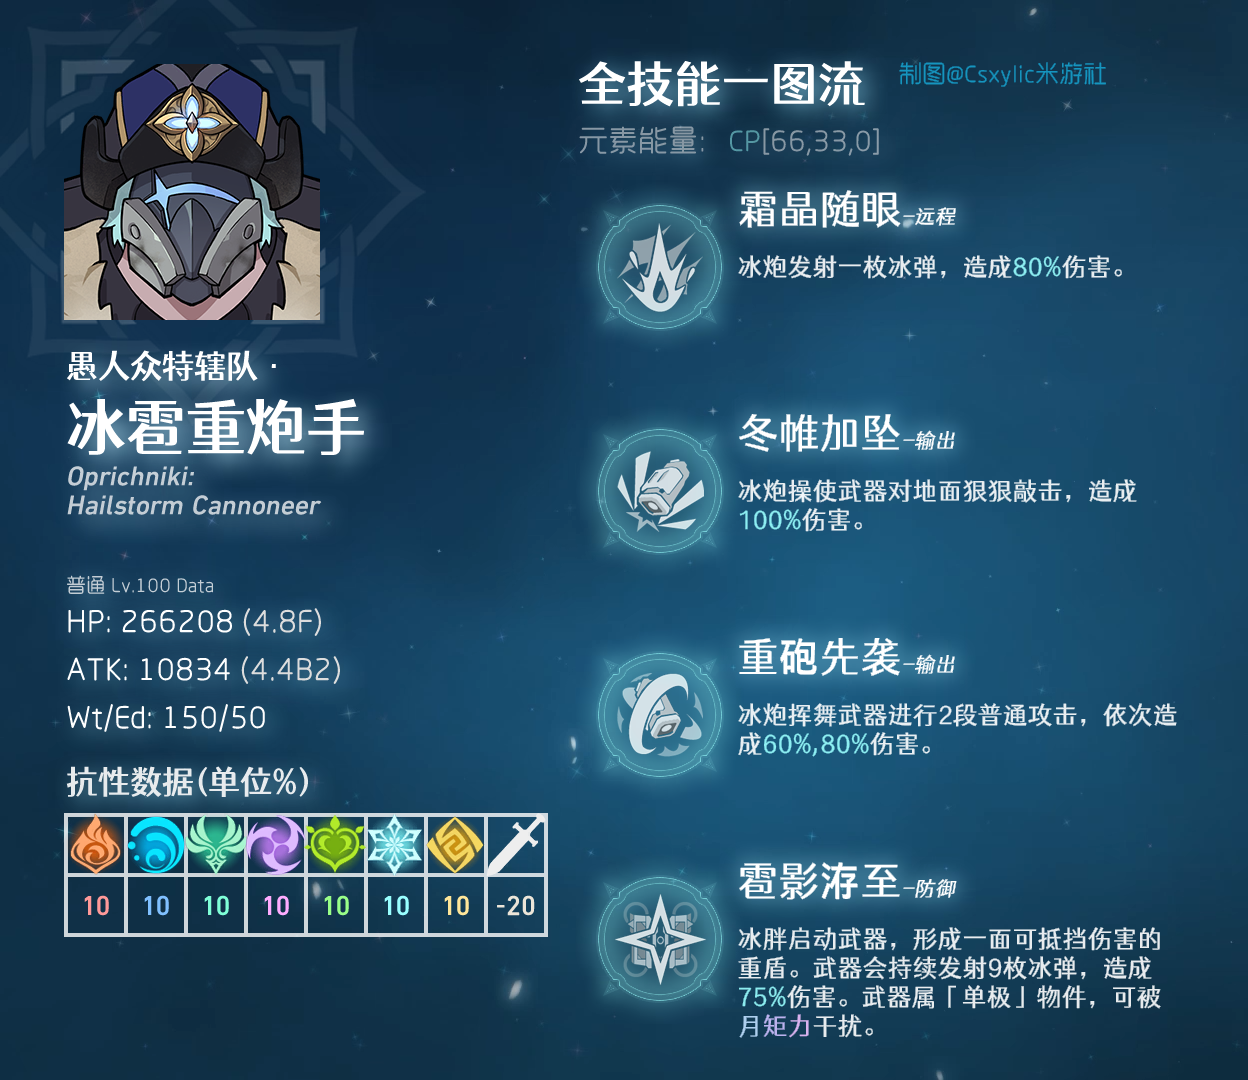 全技能一图流
制图@Csxylic米游社
元素能量： CP[66,33,0]
愚人众特辖队 ·
冰雹重炮手
Oprichniki:
Hailstorm Cannoneer
普通 Lv.100 Data
HP: 266208 (4.8F)
ATK: 10834 (4.4B2)
Wt/Ed: 150/50
抗性数据(单位%)
10 10 10 10 10 10 10 -20
霜晶随眼-远程
冰炮发射一枚冰弹，造成80%伤害。
冬帷加坠-输出
冰炮操使武器对地面狠狠敲击，造成
100%伤害。
重砲先袭-输出
冰炮挥舞武器进行2段普通攻击，依次造
成60%,80%伤害。
雹影洊至-防御
冰胖启动武器，形成一面可抵挡伤害的
重盾。武器会持续发射9枚冰弹，造成
75%伤害。武器属「单极」物件，可被
月矩力干扰。